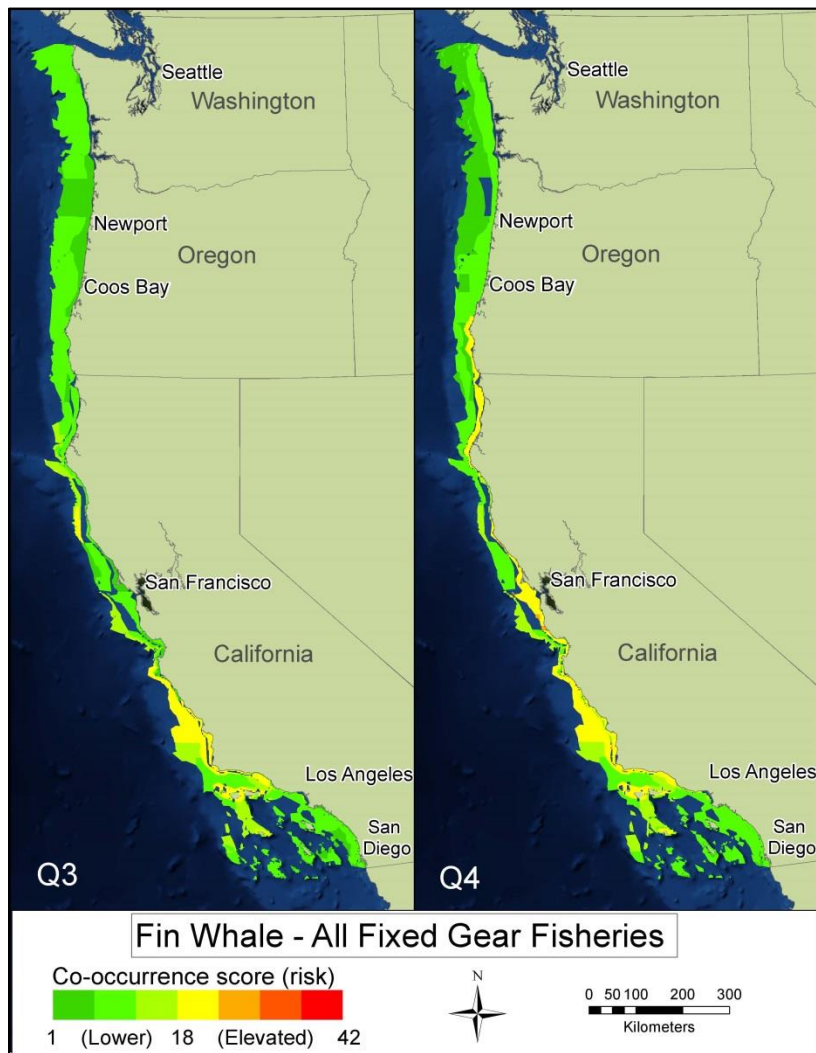 Seattle
Washington
Newport
Oregon
Coos Bay
San Francisco
California
Los Angeles
San
Diego
Q3
Seattle
Washington
Newport
Oregon
Coos Bay
San Francisco
California
Los Angeles
San
Diego
Q4
Fin Whale - All Fixed Gear Fisheries
Co-occurrence score (risk)
1 (Lower) 18 (Elevated) 42
N
0 50 100 200 300
Kilometers